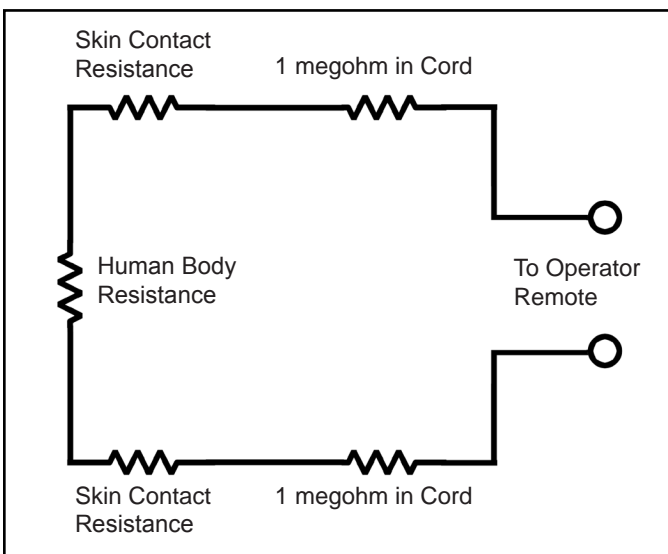 Skin Contact
Resistance
1 megohm in Cord
Human Body
Resistance
To Operator
Remote
Skin Contact
Resistance
1 megohm in Cord